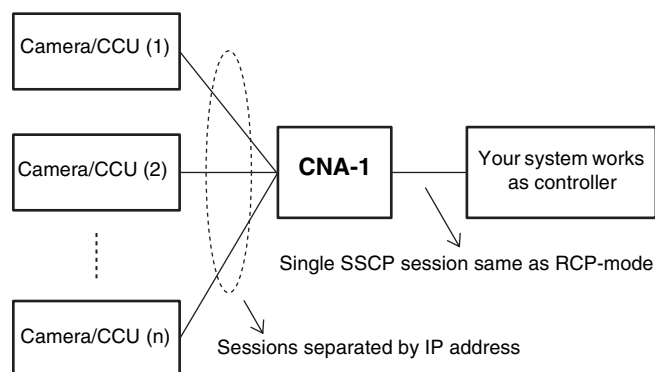 Camera/CCU (1)
Camera/CCU (2)
CNA-1
Your system works
as controller
Single SSCP session same as RCP-mode
Camera/CCU (n)
Sessions separated by IP address